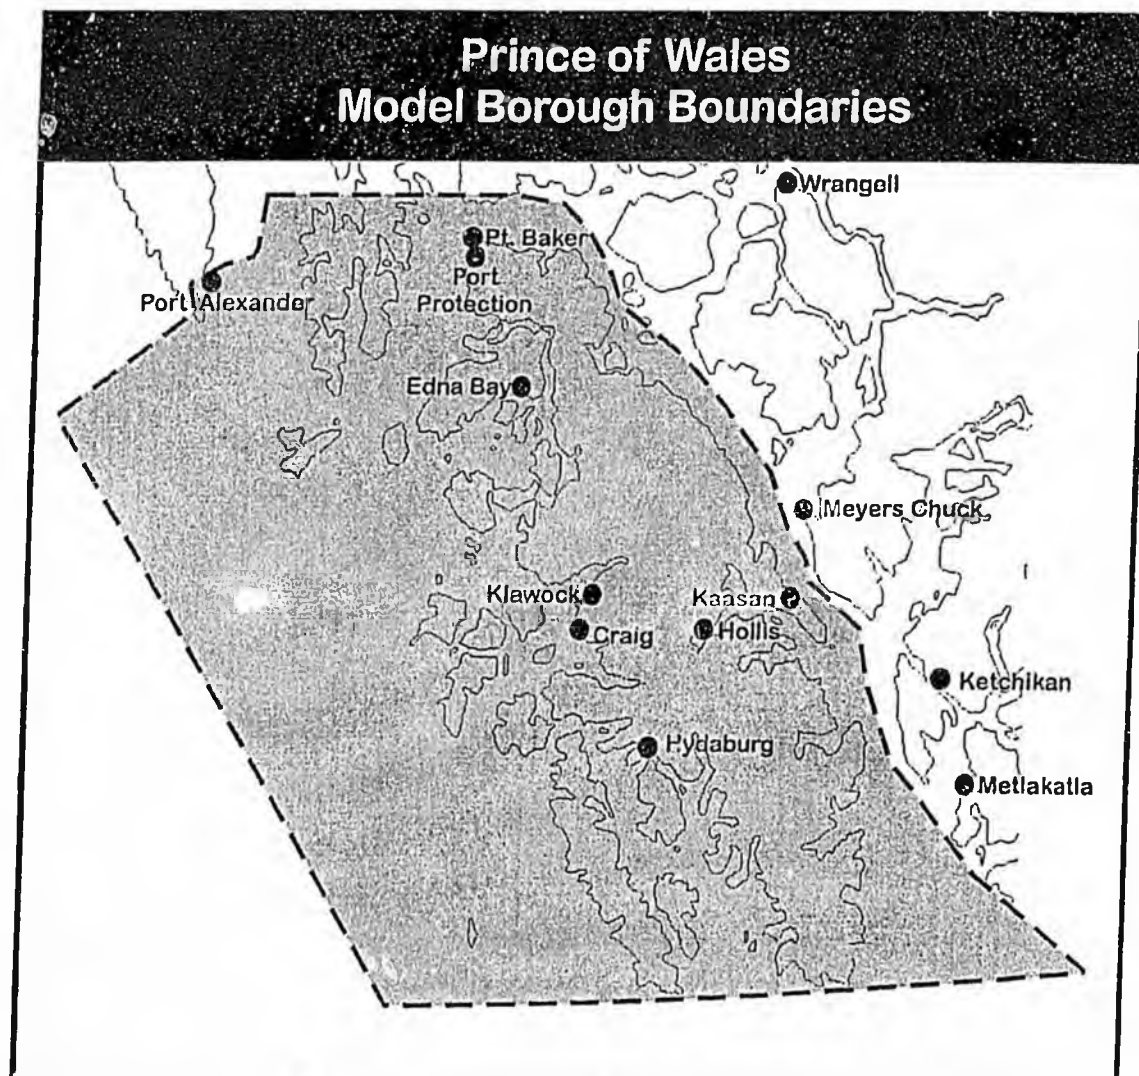 Prince of Wales
Model Borough Boundaries
Wrangell
Pt. Baker
Port
Protection
Port Alexander
Edna Bay
Meyers Chuck
Klawock
Kaasan
Craig
Hollis
Ketchikan
Hydaburg
Metlakatla